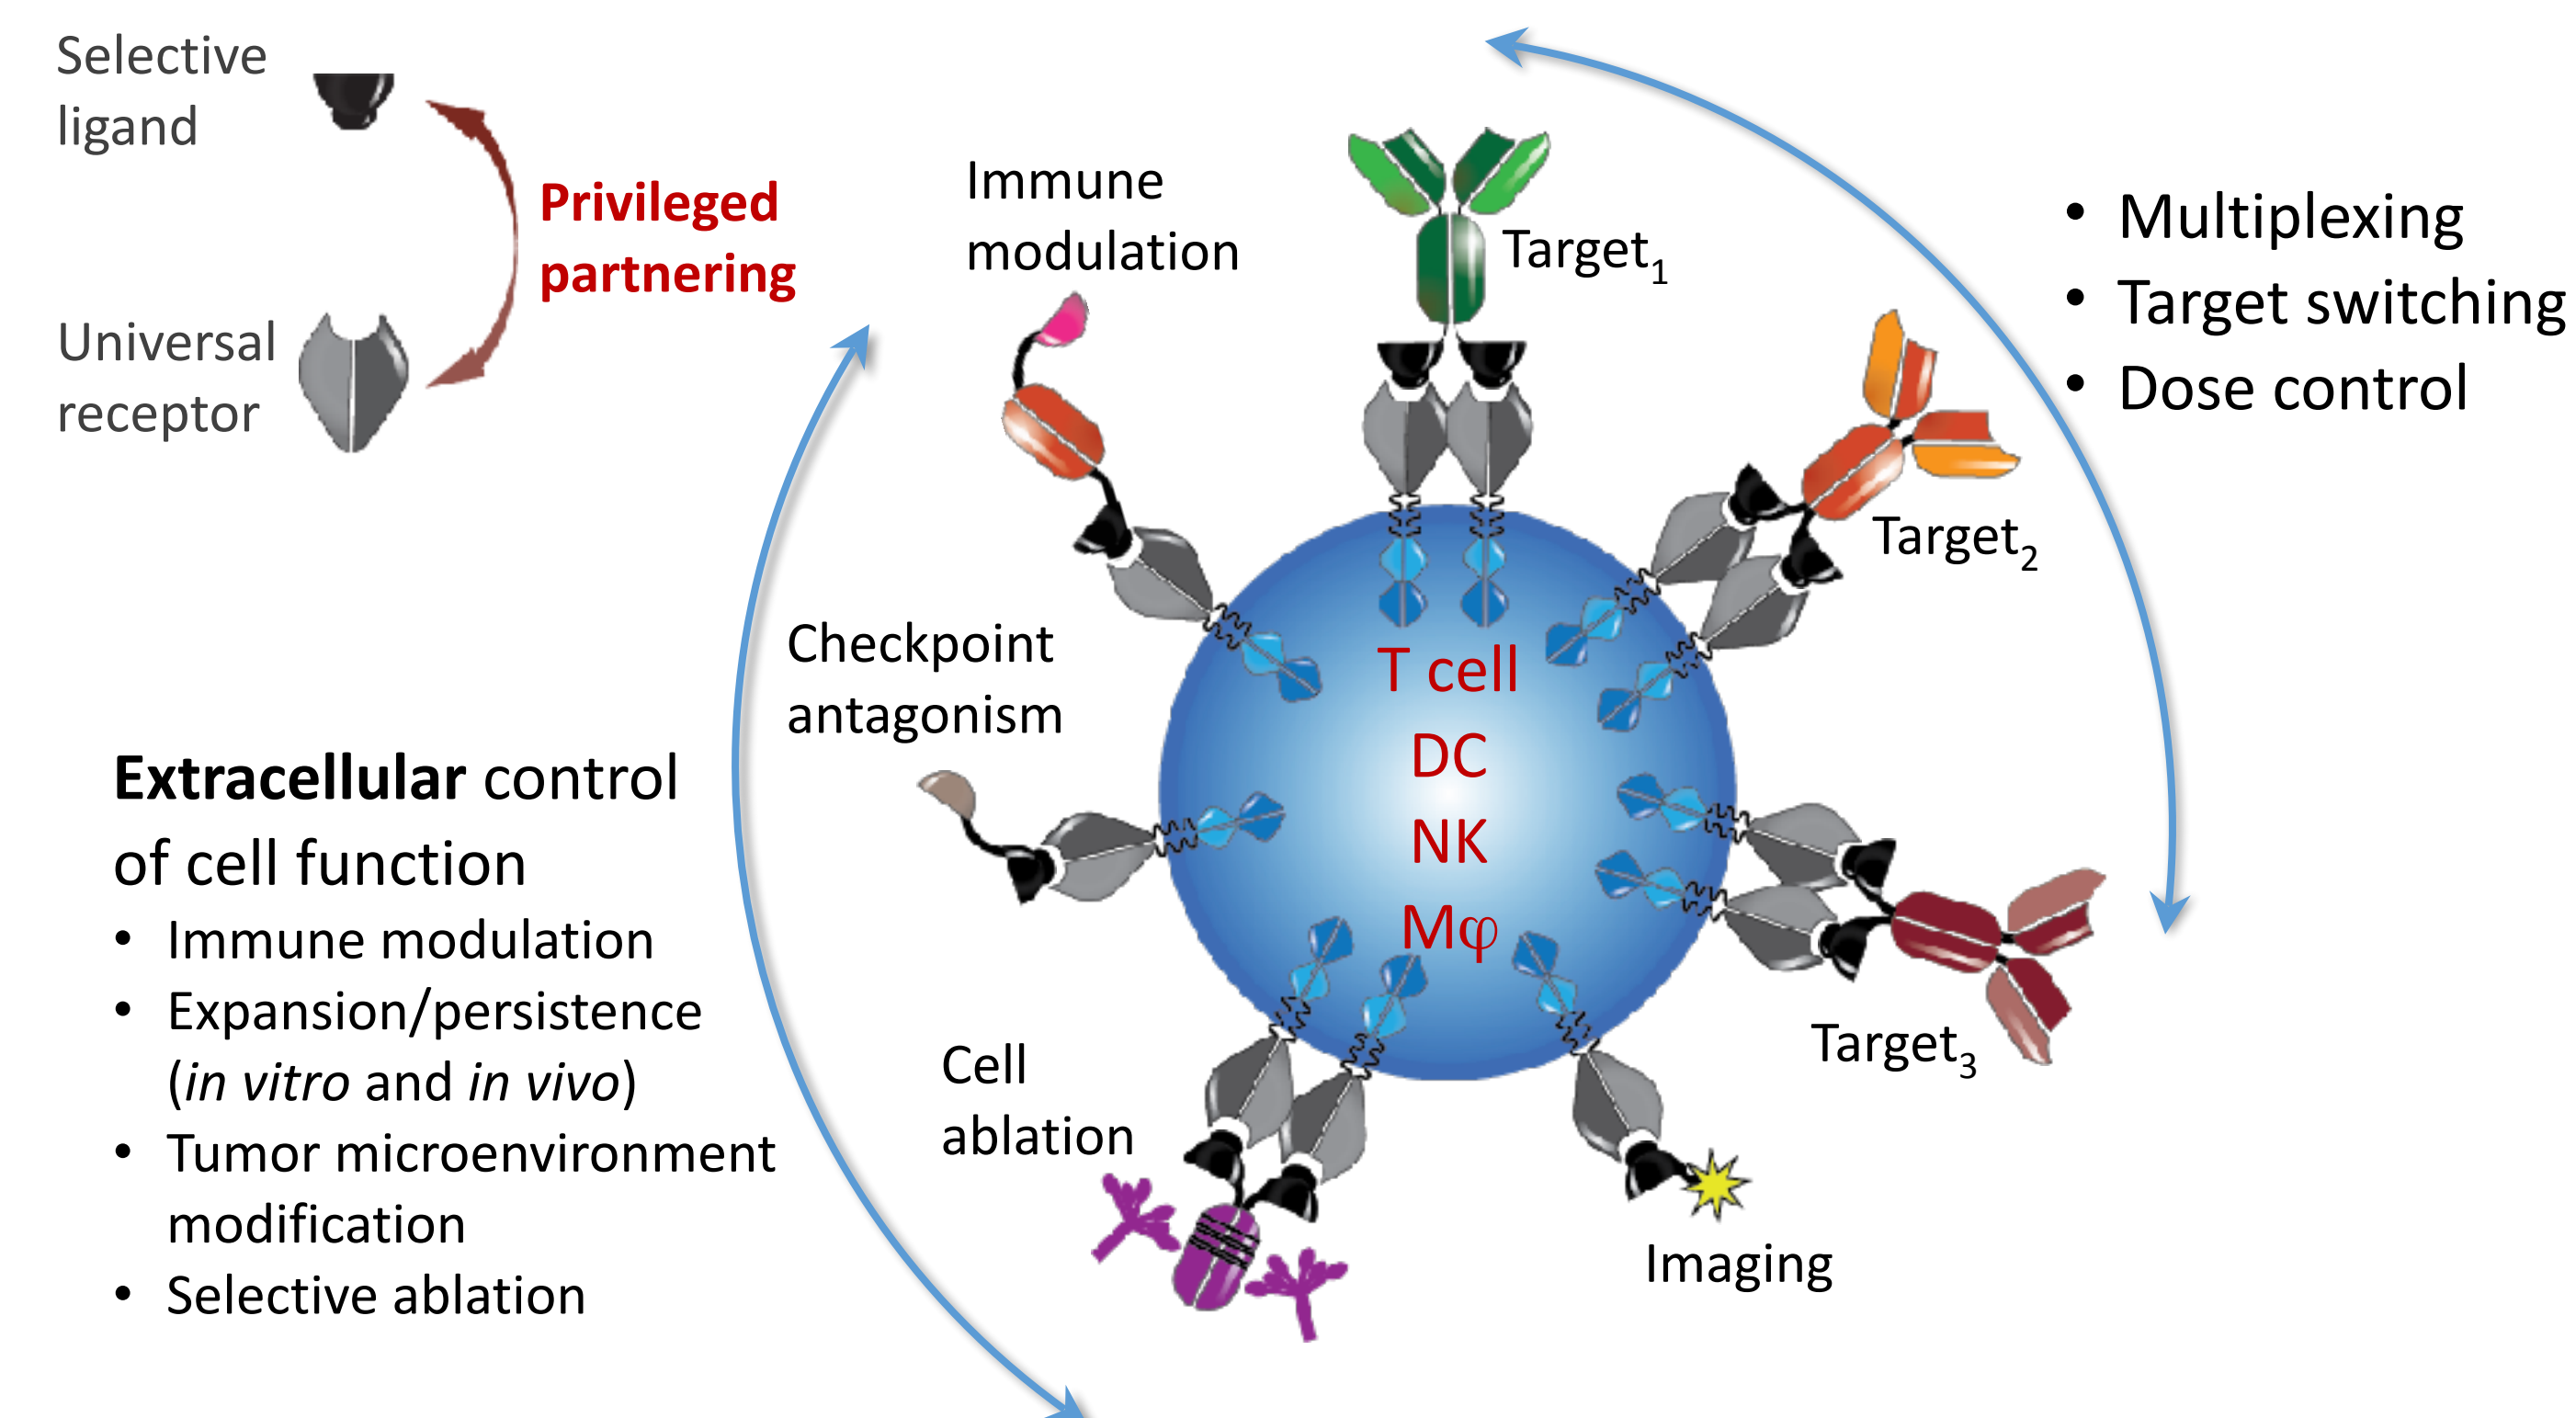 Selective
ligand
Privileged
partnering
Universal
receptor
Immune
modulation
Target₁
• Multiplexing
• Target switching
• Dose control
Target₂
Checkpoint
antagonism
T cell
DC
NK
Mφ
Extracellular control
of cell function
• Immune modulation
• Expansion/persistence
(in vitro and in vivo)
• Tumor microenvironment
modification
• Selective ablation
Target₃
Cell
ablation
Imaging